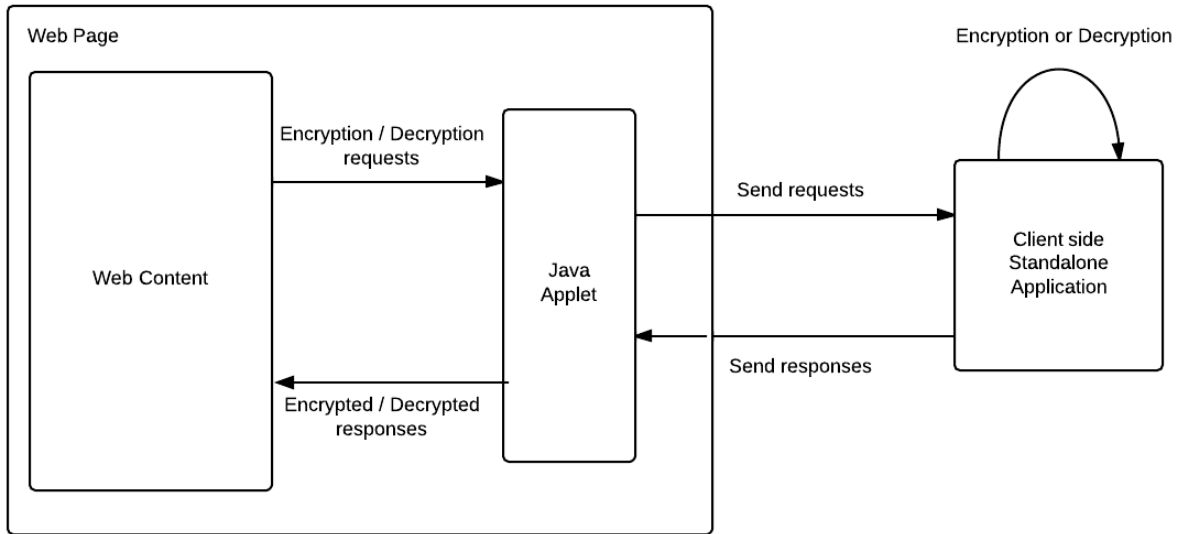 Web Page
Encryption or Decryption
Encryption / Decryption
requests
Send requests
Web Content
Java
Applet
Client side
Standalone
Application
Send responses
Encrypted / Decrypted
responses